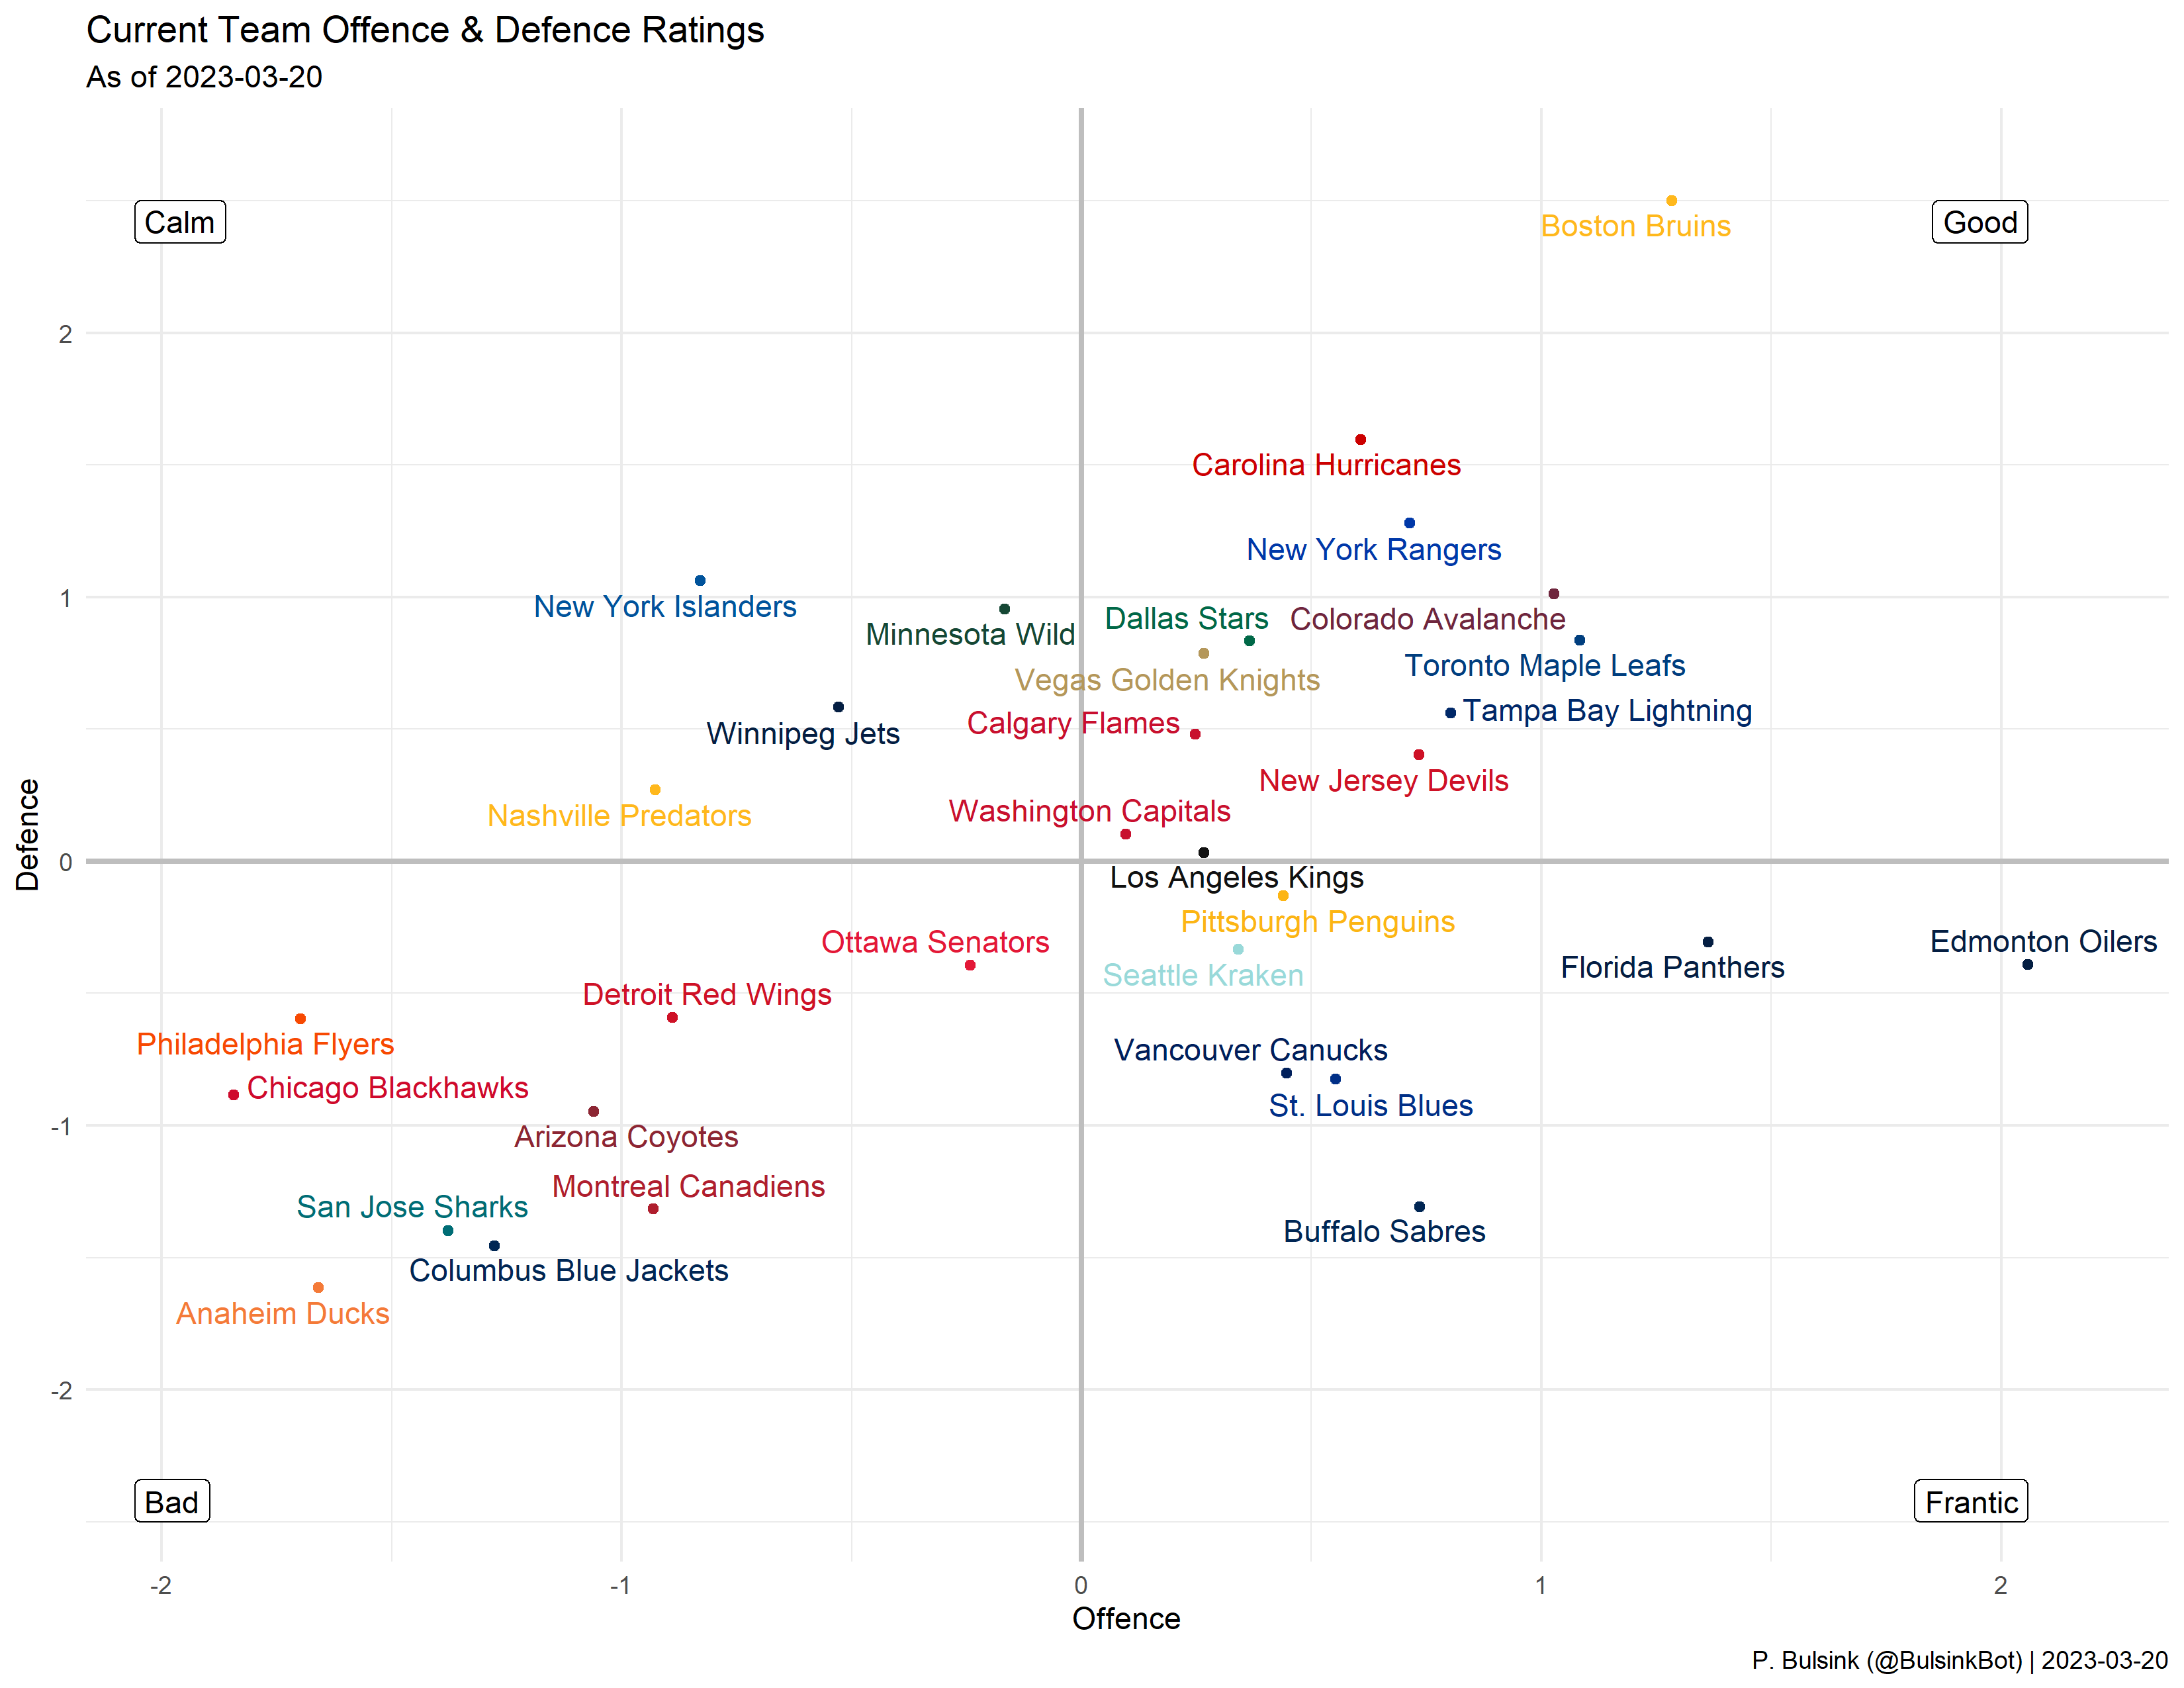 Current Team Offence & Defence Ratings
As of 2023-03-20
Calm
Good
Boston Bruins
2
Carolina Hurricanes
New York Rangers
1
New York Islanders
Minnesota Wild
Dallas Stars
Colorado Avalanche
Toronto Maple Leafs
Vegas Golden Knights
Tampa Bay Lightning
Calgary Flames
Winnipeg Jets
New Jersey Devils
Nashville Predators
Washington Capitals
Defence
0
Los Angeles Kings
Pittsburgh Penguins
Ottawa Senators
Edmonton Oilers
Florida Panthers
Seattle Kraken
Detroit Red Wings
Philadelphia Flyers
Vancouver Canucks
Chicago Blackhawks
St. Louis Blues
-1
Arizona Coyotes
Montreal Canadiens
San Jose Sharks
Buffalo Sabres
Columbus Blue Jackets
Anaheim Ducks
-2
Bad
Frantic
-2 -1 0 1 2
Offence
P. Bulsink (@BulsinkBot) | 2023-03-20